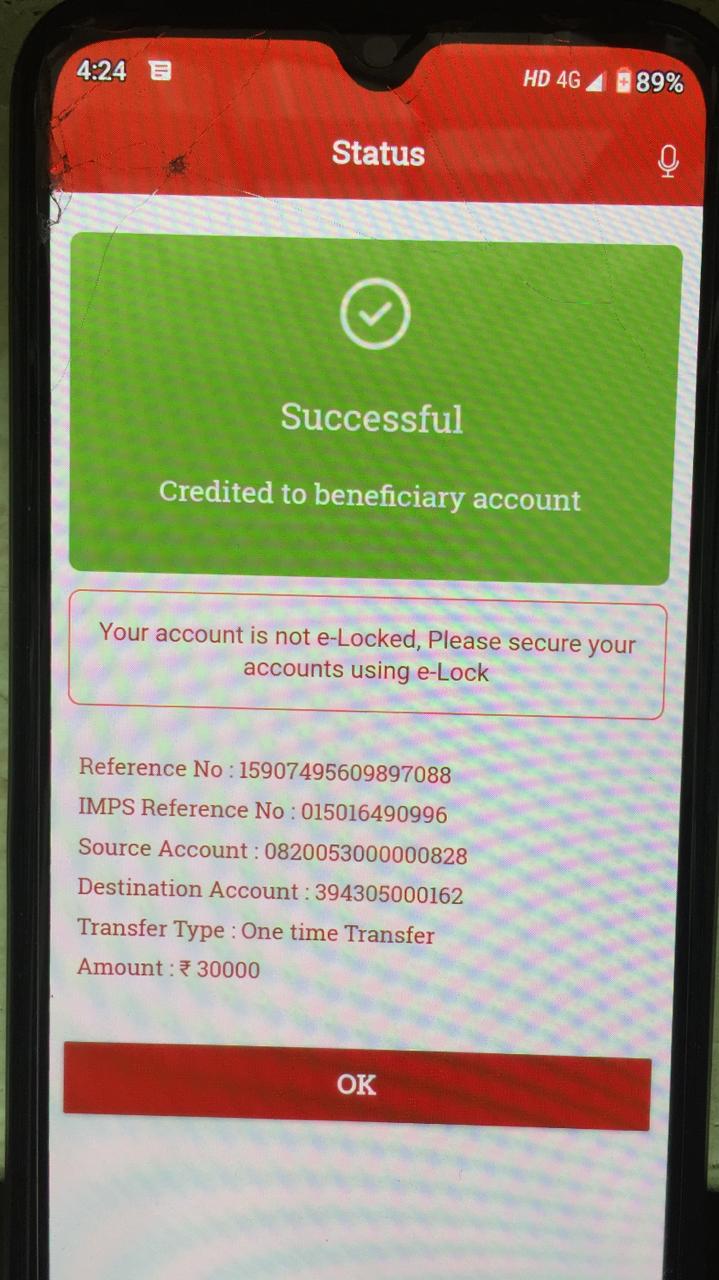 4:24
HD 4G 89%
Status
Successful
Credited to beneficiary account
Your account is not e-Locked, Please secure your
accounts using e-Lock
Reference No : 15907495609897088
IMPS Reference No : 015016490996
Source Account : 0820053000000828
Destination Account : 394305000162
Transfer Type : One time Transfer
Amount : ₹ 30000
OK